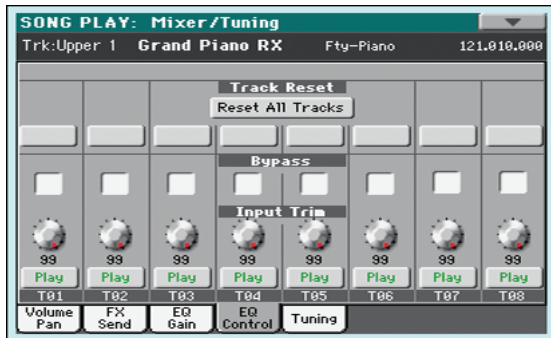 SONG PLAY: Mixer/Tuning
Trk:Upper 1 Grand Piano RX Fty-Piano 121.010.000
Track Reset
Reset All Tracks
Bypass
Input Trim
99 99 99 99 99 99 99 99
Play Play Play Play Play Play Play Play
T01 T02 T03 T04 T05 T06 T07 T08
Volume Pan FX Send EQ Gain EQ Control Tuning